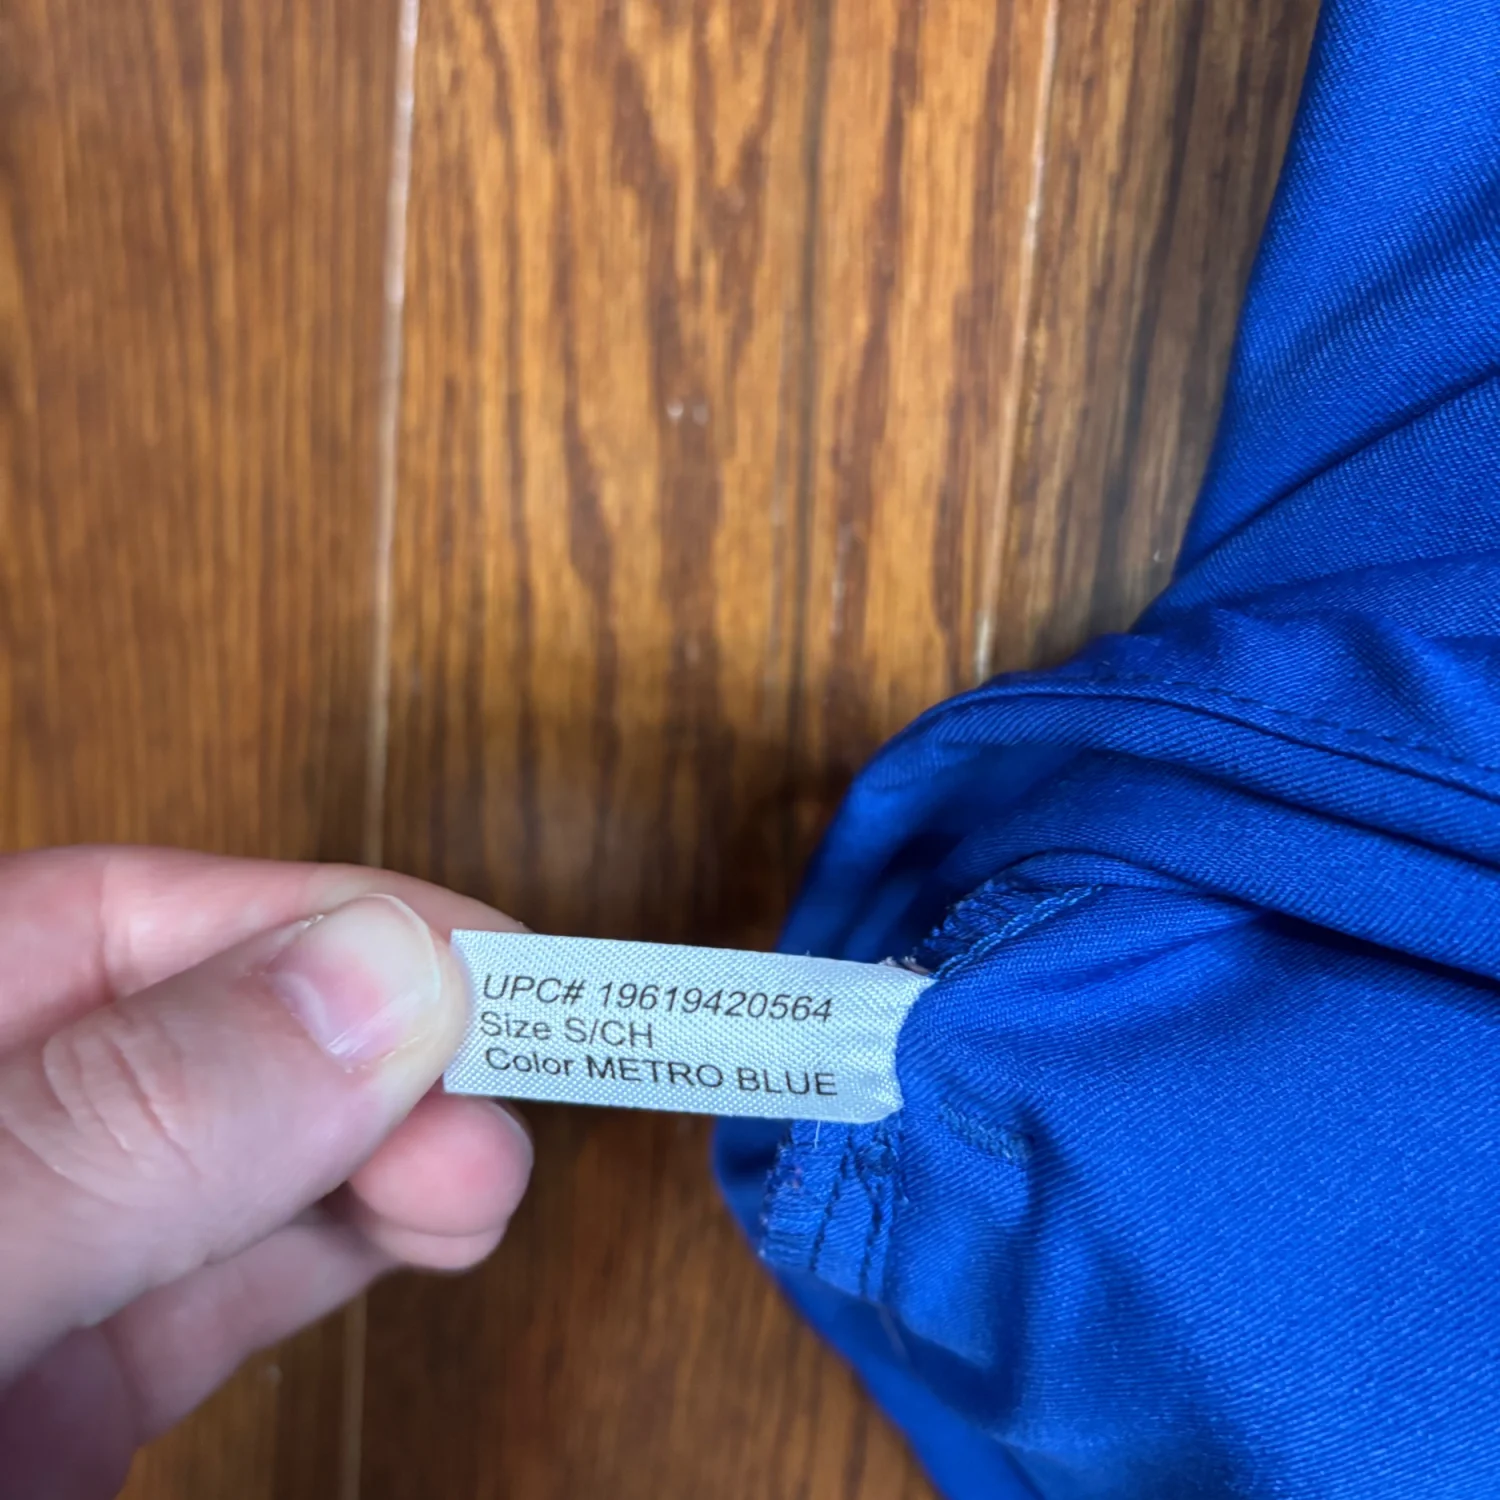 UPC# 19619420564
Size S/CH
Color METRO BLUE